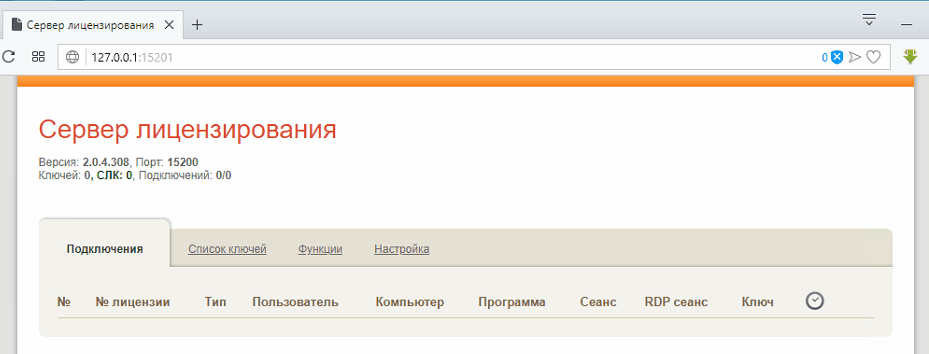 Сервер лицензирования
127.0.0.1:15201
0
Сервер лицензирования
Версия: 2.0.4.308, Порт: 15200
Ключей: 0, СЛК: 0, Подключений: 0/0
Подключения Список ключей Функции Настройка
№ № лицензии Тип Пользователь Компьютер Программа Сеанс RDP сеанс Ключ